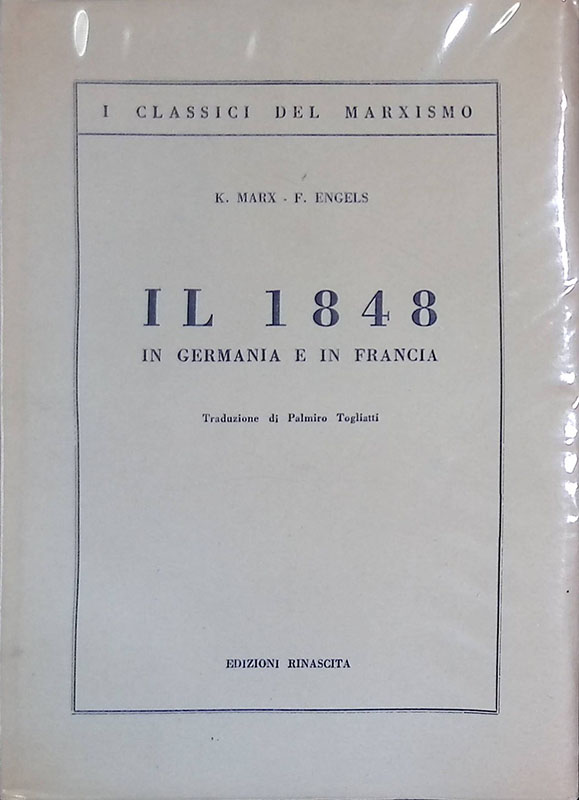 I CLASSICI DEL MARXISMO
K. MARX - F. ENGELS
IL 1848
IN GERMANIA E IN FRANCIA
Traduzione di Palmiro Togliatti
EDIZIONI RINASCITA